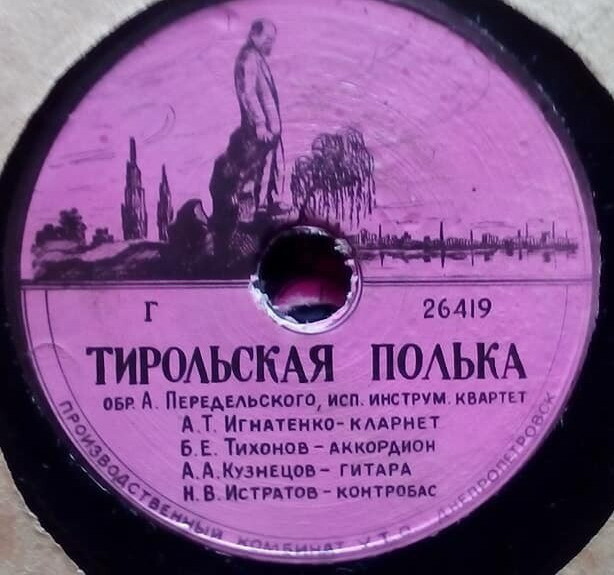 Г 26419
ТИРОЛЬСКАЯ ПОЛЬКА
ОБР. А. ПЕРЕДЕЛЬСКОГО, ИСП. ИНСТРУМ. КВАРТЕТ
А.Т. ИГНАТЕНКО - КЛАРНЕТ
Б.Е. ТИХОНОВ - АККОРДИОН
А.А. КУЗНЕЦОВ - ГИТАРА
Н.В. ИСТРАТОВ - КОНТРОБАС
ПРОИЗВОДСТВЕННЫЙ КОМБИНАТ У.Т.О. ДНЕПРОПЕТРОВСК